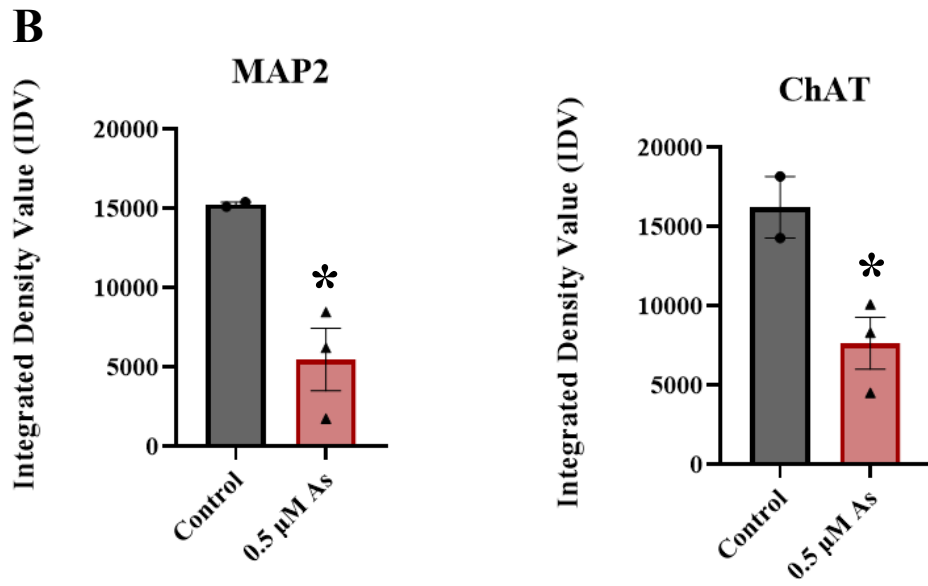 B
MAP2
Integrated Density Value (IDV)
20000
15000
10000
5000
0
*
Control
0.5 µM As
ChAT
Integrated Density Value (IDV)
20000
15000
10000
5000
0
*
Control
0.5 µM As